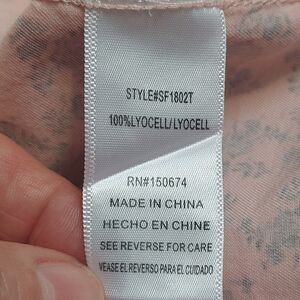 STYLE#SF1802T
100%LYOCELL/LYOCELL
RN#150674
MADE IN CHINA
HECHO EN CHINE
SEE REVERSE FOR CARE
VEASE EL REVERSO PARA EL CUIDADO